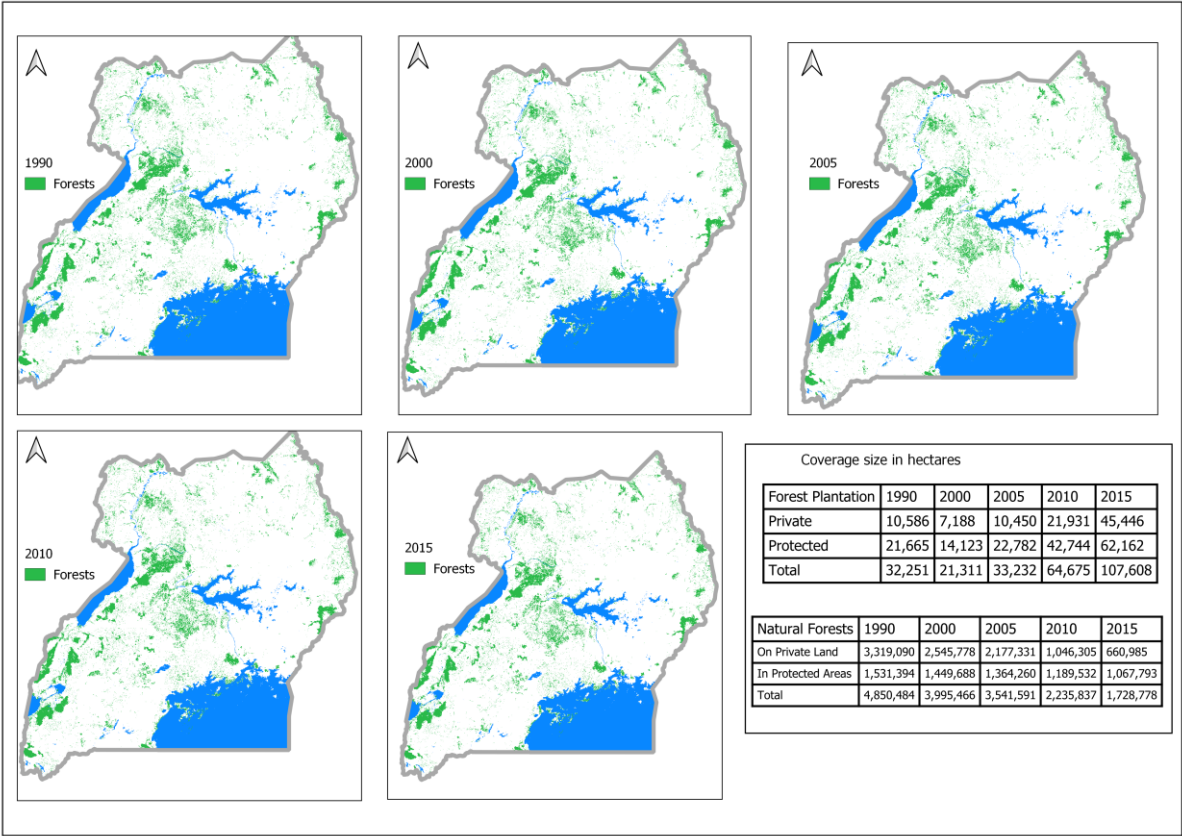 1990
Forests
2000
Forests
2005
Forests
2010
Forests
2015
Forests
Coverage size in hectares
Forest Plantation 1990 2000 2005 2010 2015
Private 10,586 7,188 10,450 21,931 45,446
Protected 21,665 14,123 22,782 42,744 62,162
Total 32,251 21,311 33,232 64,675 107,608
Natural Forests 1990 2000 2005 2010 2015
On Private Land 3,319,090 2,545,778 2,177,331 1,046,305 660,985
In Protected Areas 1,531,394 1,449,688 1,364,260 1,189,532 1,067,793
Total 4,850,484 3,995,466 3,541,591 2,235,837 1,728,778